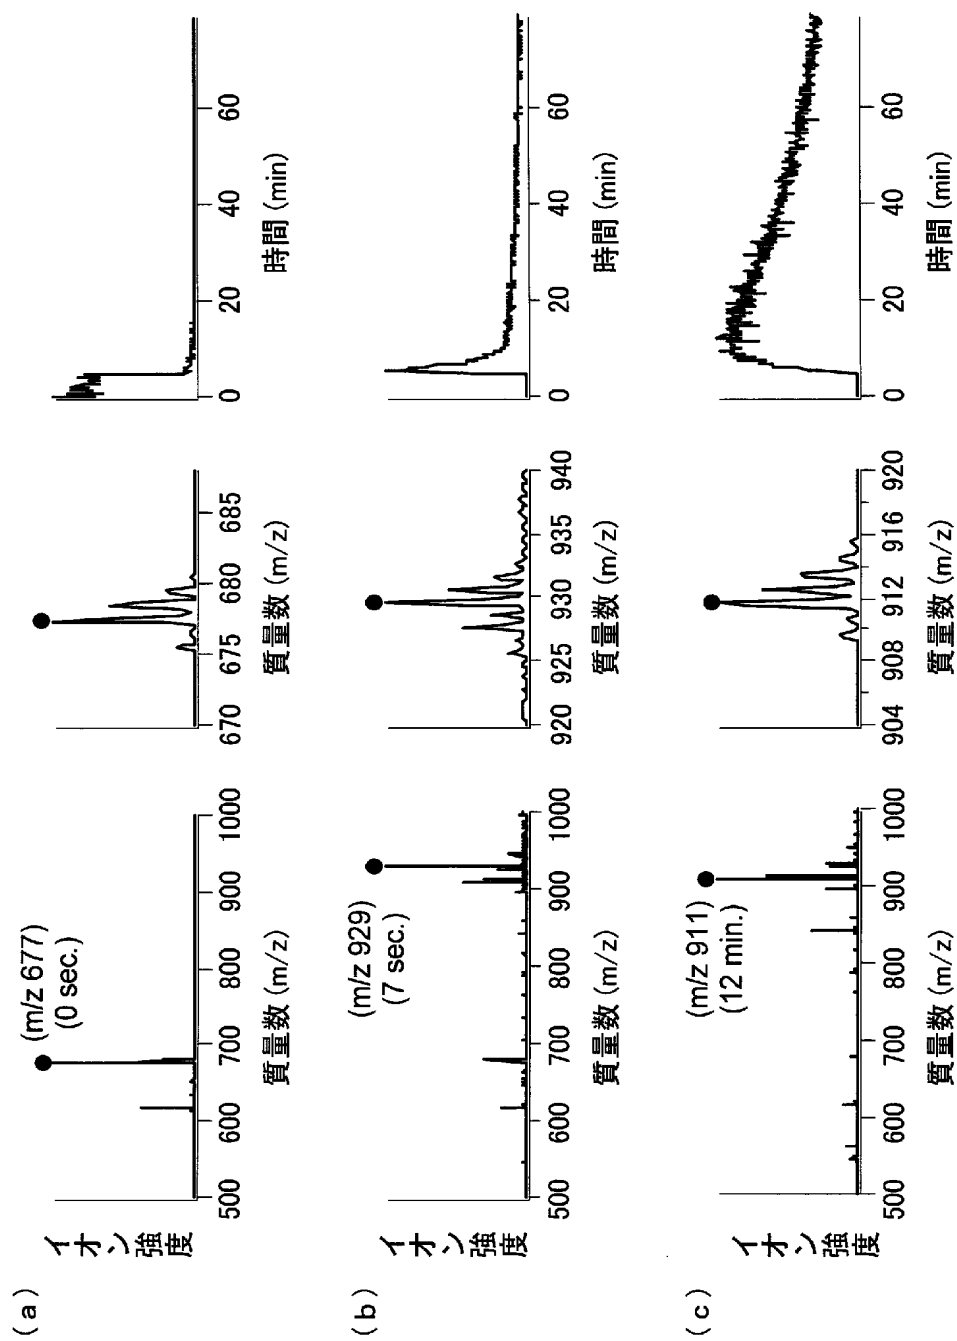 (a)
イオン強度
(m/z 677)
(0 sec.)
500 600 700 800 900 1000
質量数 (m/z)
670 675 680 685
質量数 (m/z)
0 20 40 60
時間 (min)
(b)
イオン強度
(m/z 929)
(7 sec.)
500 600 700 800 900 1000
質量数 (m/z)
920 925 930 935 940
質量数 (m/z)
0 20 40 60
時間 (min)
(c)
イオン強度
(m/z 911)
(12 min.)
500 600 700 800 900 1000
質量数 (m/z)
904 908 912 916 920
質量数 (m/z)
0 20 40 60
時間 (min)